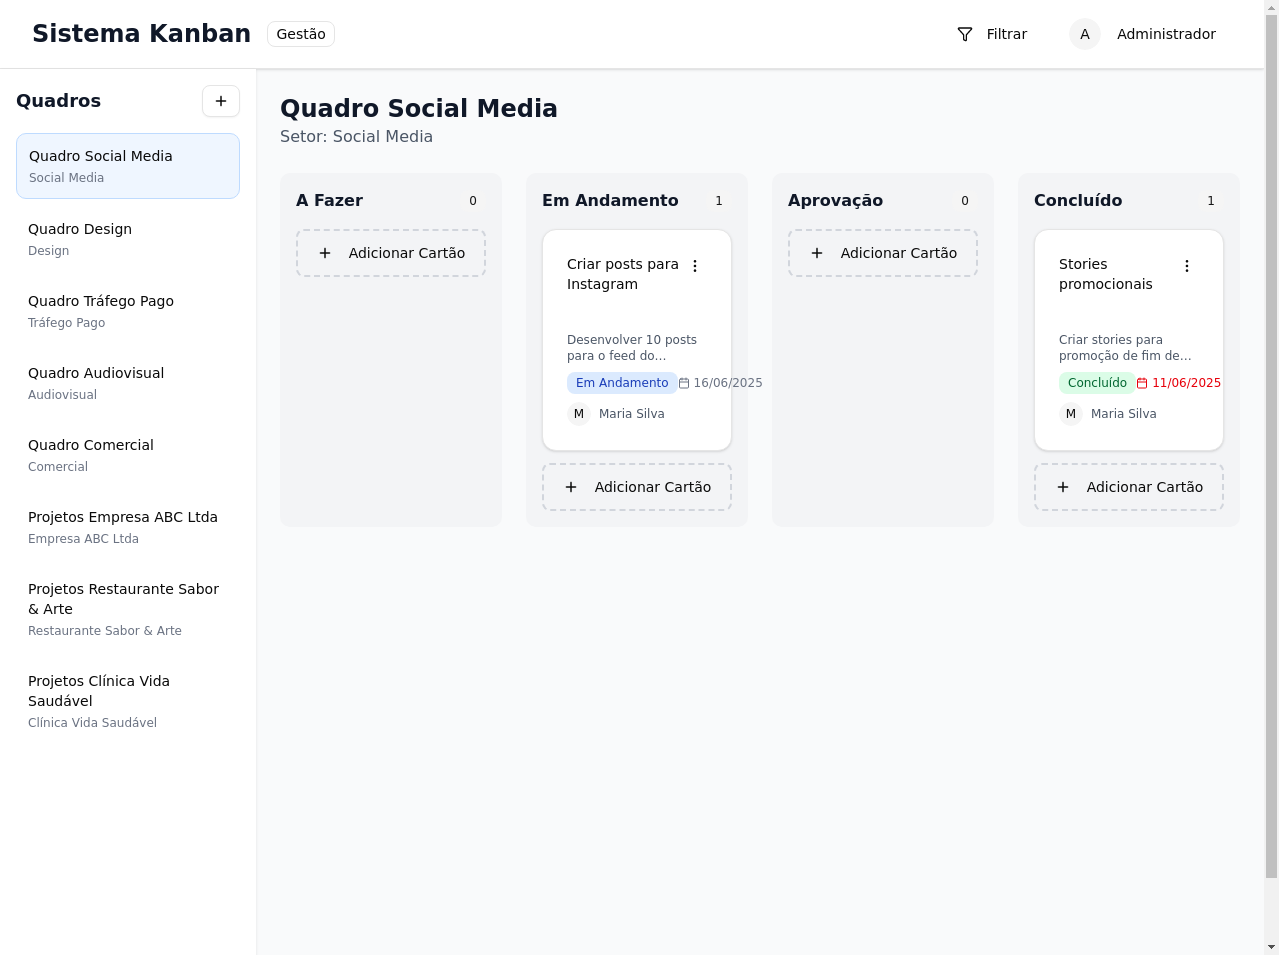 Sistema Kanban
Gestão
Filtrar
A
Administrador
Quadros
+
Quadro Social Media
Social Media
Quadro Design
Design
Quadro Tráfego Pago
Tráfego Pago
Quadro Audiovisual
Audiovisual
Quadro Comercial
Comercial
Projetos Empresa ABC Ltda
Empresa ABC Ltda
Projetos Restaurante Sabor
& Arte
Restaurante Sabor & Arte
Projetos Clínica Vida
Saudável
Clínica Vida Saudável
Quadro Social Media
Setor: Social Media
A Fazer
0
+ Adicionar Cartão
Em Andamento
1
Criar posts para
Instagram
Desenvolver 10 posts
para o feed do...
Em Andamento
16/06/2025
M
Maria Silva
+ Adicionar Cartão
Aprovação
0
+ Adicionar Cartão
Concluído
1
Stories
promocionais
Criar stories para
promoção de fim de...
Concluído
11/06/2025
M
Maria Silva
+ Adicionar Cartão